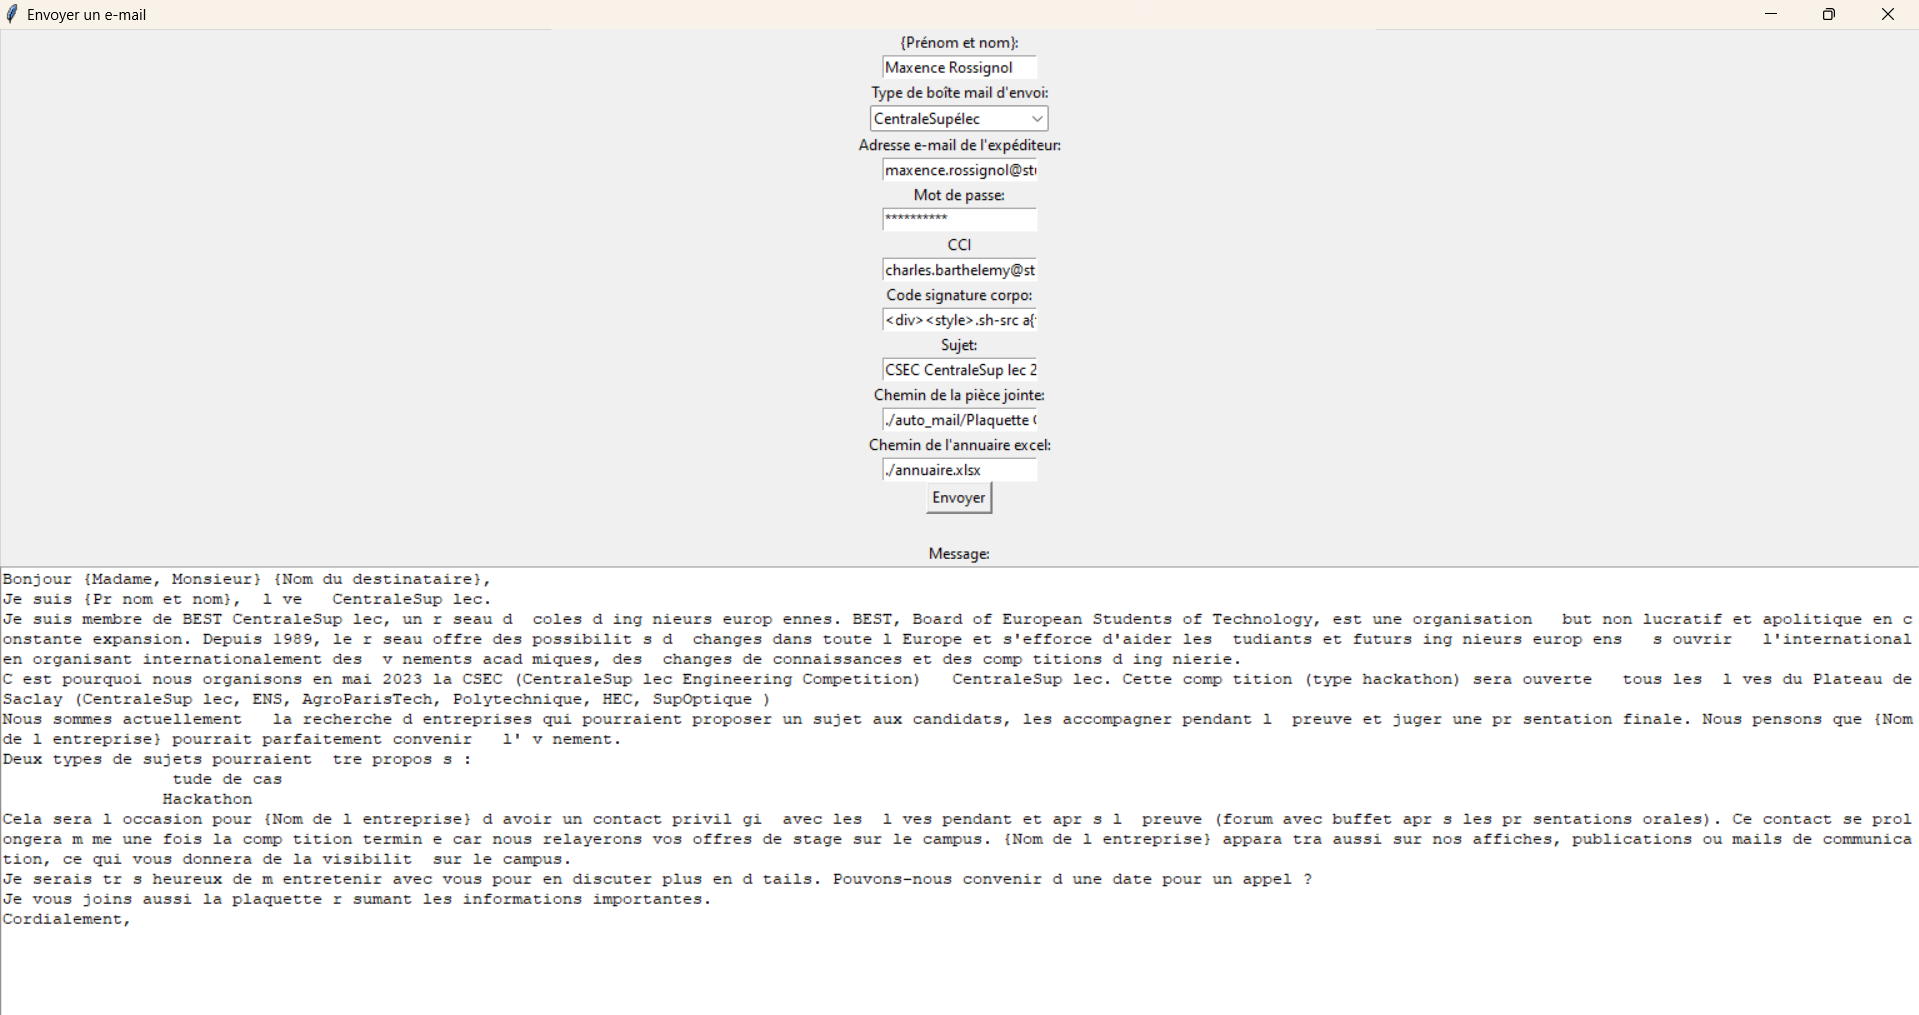 Envoyer un e-mail
{Prénom et nom}:
Maxence Rossignol
Type de boîte mail d'envoi:
CentraleSupélec
Adresse e-mail de l'expéditeur:
maxence.rossignol@stu
Mot de passe:
**********
CCI
charles.barthelemy@st
Code signature corpo:
<div><style>.sh-src a{
Sujet:
CSEC CentraleSup lec 2
Chemin de la pièce jointe:
./auto_mail/Plaquette
Chemin de l'annuaire excel:
./annuaire.xlsx
Envoyer
Message:
Bonjour {Madame, Monsieur} {Nom du destinataire},
Je suis {Pr nom et nom},  l ve   CentraleSup lec.
Je suis membre de BEST CentraleSup lec, un r seau d  coles d ing nieurs europ ennes. BEST, Board of European Students of Technology, est une organisation   but non lucratif et apolitique en c
onstante expansion. Depuis 1989, le r seau offre des possibilit s d  changes dans toute l Europe et s'efforce d'aider les  tudiants et futurs ing nieurs europ ens   s ouvrir   l'international
en organisant internationalement des  v nements acad miques, des  changes de connaissances et des comp titions d ing nierie.
C est pourquoi nous organisons en mai 2023 la CSEC (CentraleSup lec Engineering Competition)   CentraleSup lec. Cette comp tition (type hackathon) sera ouverte   tous les  l ves du Plateau de
Saclay (CentraleSup lec, ENS, AgroParisTech, Polytechnique, HEC, SupOptique )
Nous sommes actuellement   la recherche d entreprises qui pourraient proposer un sujet aux candidats, les accompagner pendant l  preuve et juger une pr sentation finale. Nous pensons que {Nom
de l entreprise} pourrait parfaitement convenir   l' v nement.
Deux types de sujets pourraient  tre propos s :
tude de cas
Hackathon
Cela sera l occasion pour {Nom de l entreprise} d avoir un contact privil gi  avec les  l ves pendant et apr s l  preuve (forum avec buffet apr s les pr sentations orales). Ce contact se prol
ongera m me une fois la comp tition termin e car nous relayerons vos offres de stage sur le campus. {Nom de l entreprise} appara tra aussi sur nos affiches, publications ou mails de communica
tion, ce qui vous donnera de la visibilit  sur le campus.
Je serais tr s heureux de m entretenir avec vous pour en discuter plus en d tails. Pouvons-nous convenir d une date pour un appel ?
Je vous joins aussi la plaquette r sumant les informations importantes.
Cordialement,